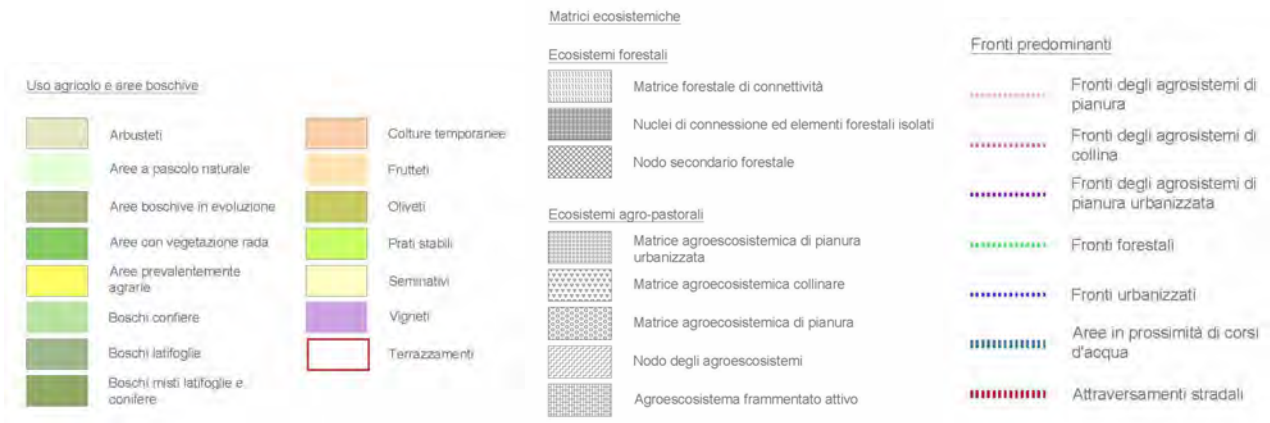 Uso agricolo e aree boschive
Arbusteti
Aree a pascolo naturale
Aree boschive in evoluzione
Aree con vegetazione rada
Aree prevalentemente
agrarie
Boschi confiere
Boschi latifoglie
Boschi misti latifoglie e
conifere
Colture temporanee
Frutteti
Oliveti
Prati stabili
Seminativi
Vigneti
Terrazzamenti
Matrici ecosistemiche
Ecosistemi forestali
Matrice forestale di connettività
Nuclei di connessione ed elementi forestali isolati
Nodo secondario forestale
Ecosistemi agro-pastorali
Matrice agroescosistemica di pianura
urbanizzata
Matrice agroecosistemica collinare
Matrice agroecosistemica di pianura
Nodo degli agroescosistemi
Agroescosistema frammentato attivo
Fronti predominanti
Fronti degli agrosistemi di
pianura
Fronti degli agrosistemi di
collina
Fronti degli agrosistemi di
pianura urbanizzata
Fronti forestali
Fronti urbanizzati
Aree in prossimità di corsi
d'acqua
Attraversamenti stradali